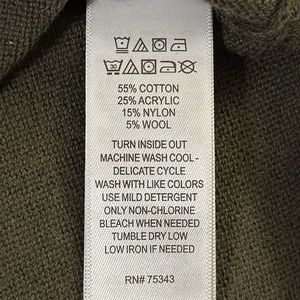 30
55% COTTON
25% ACRYLIC
15% NYLON
5% WOOL
TURN INSIDE OUT
MACHINE WASH COOL -
DELICATE CYCLE
WASH WITH LIKE COLORS
USE MILD DETERGENT
ONLY NON-CHLORINE
BLEACH WHEN NEEDED
TUMBLE DRY LOW
LOW IRON IF NEEDED
RN# 75343